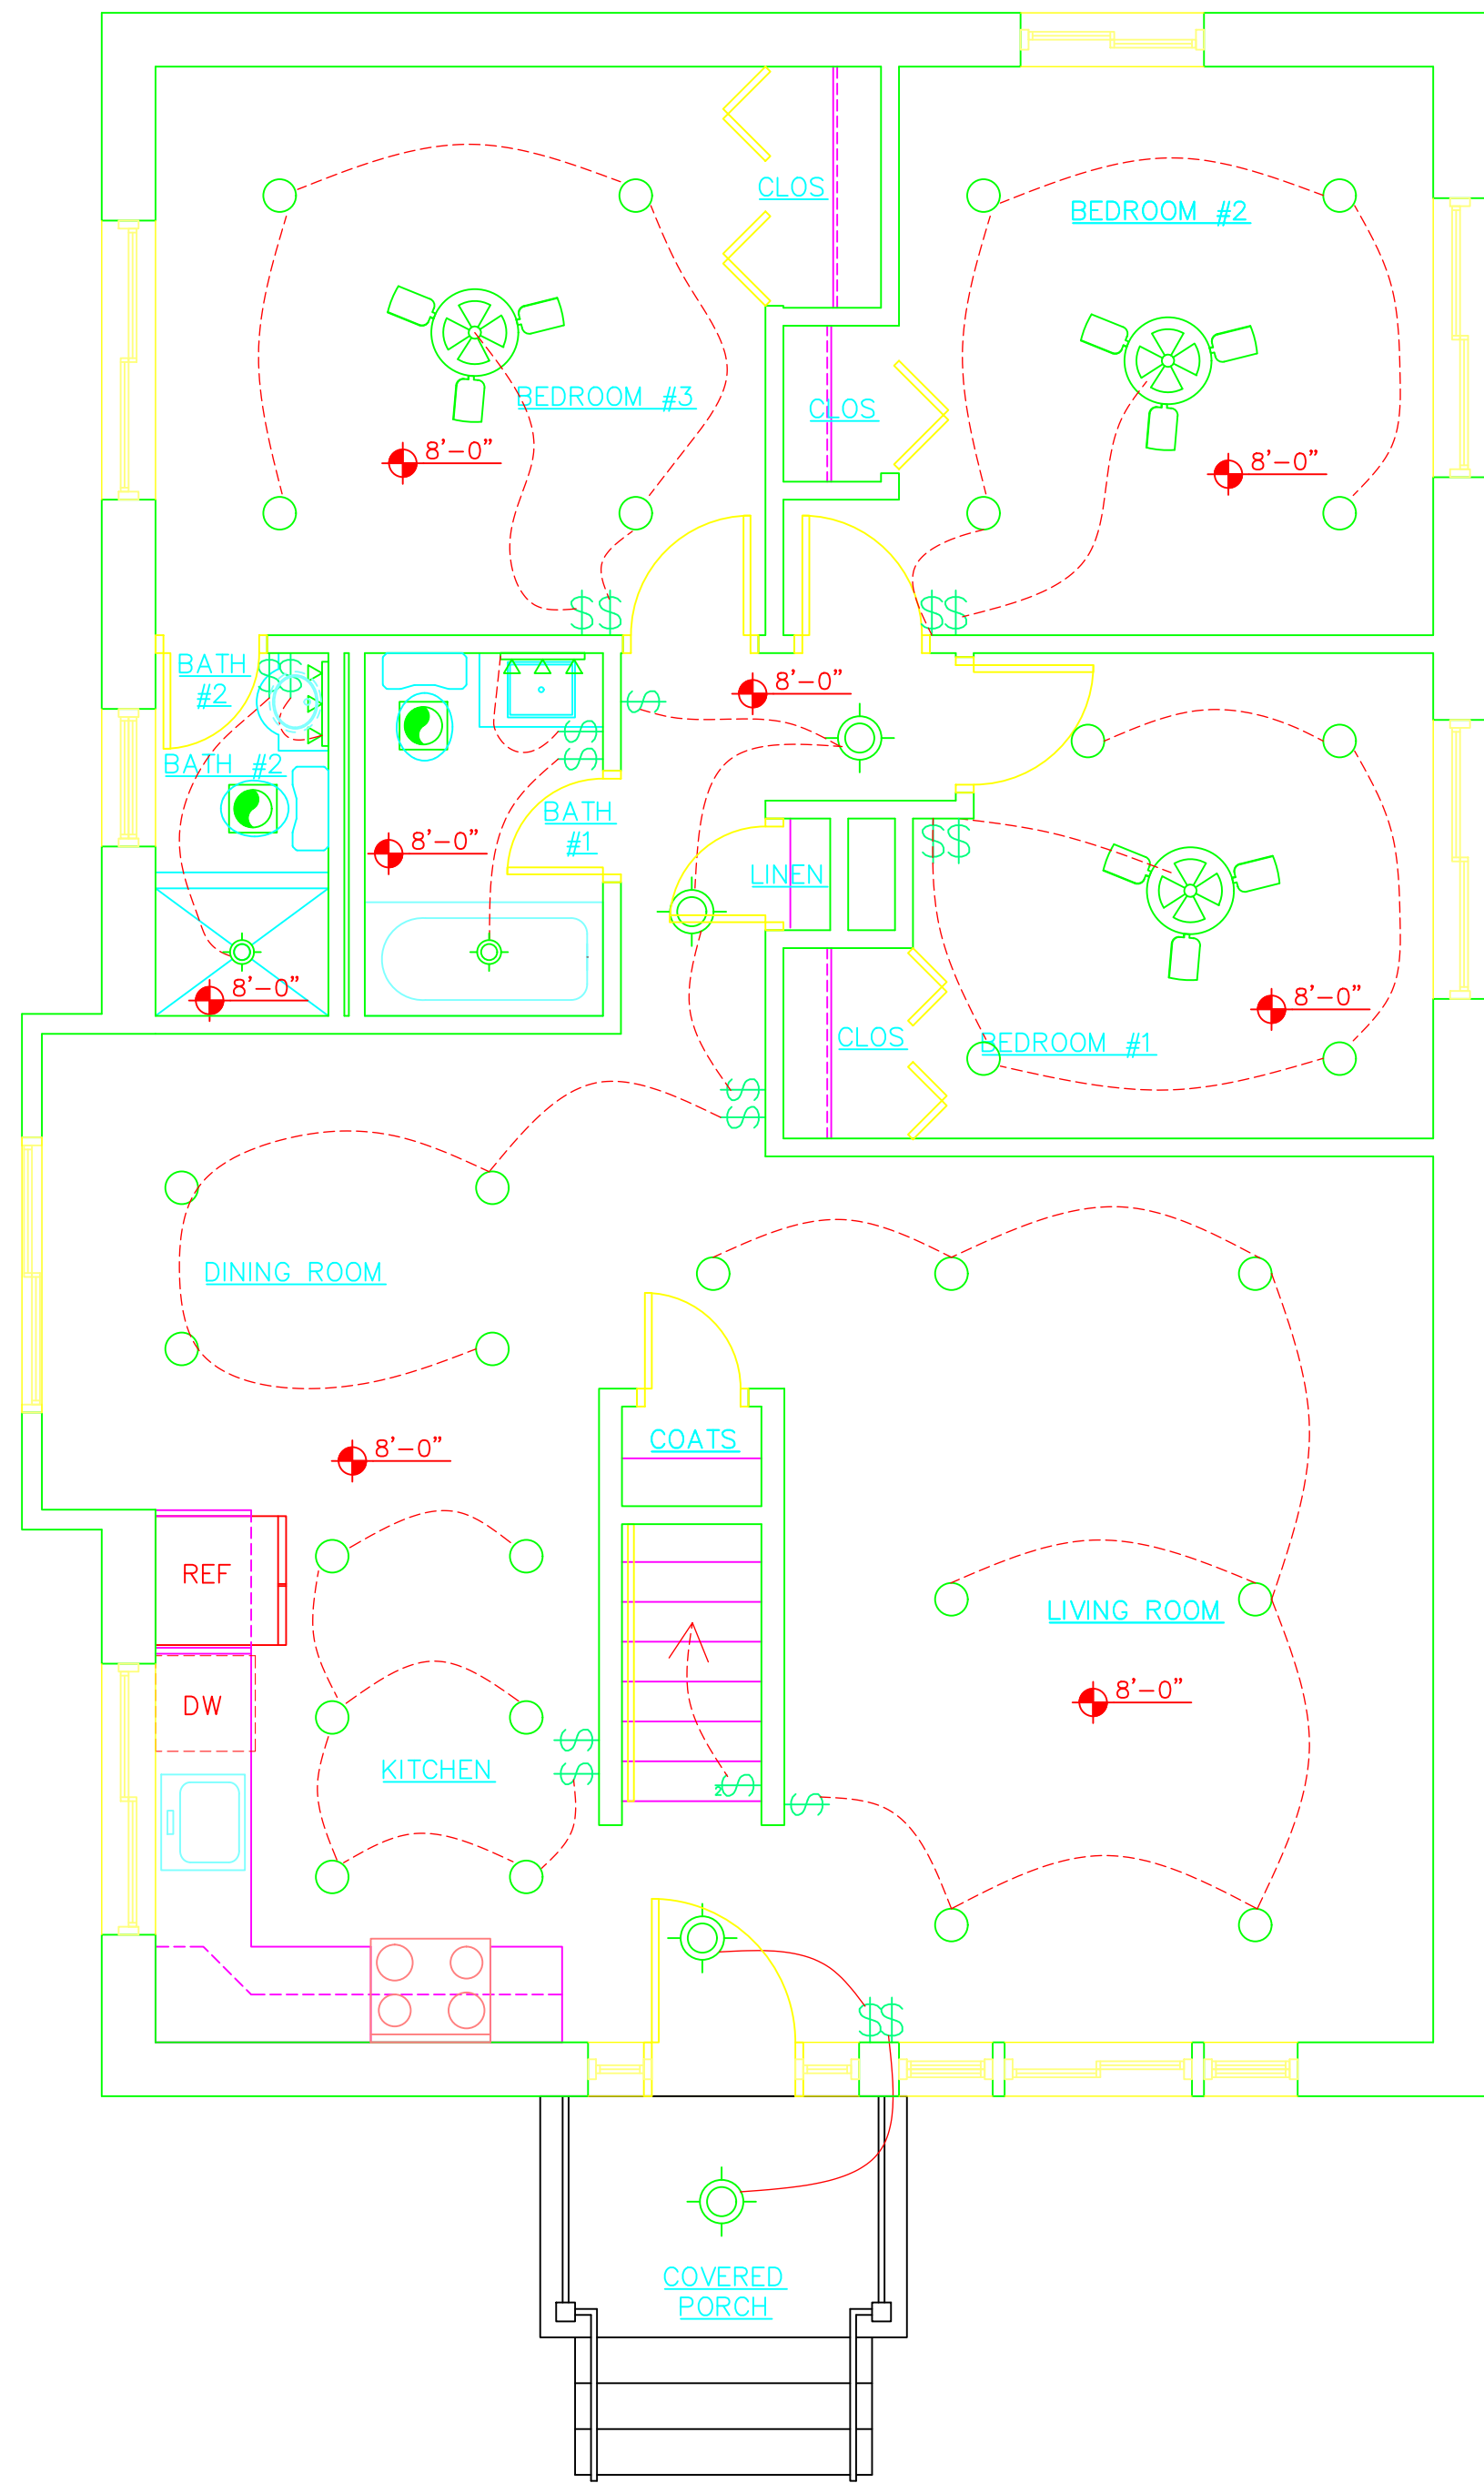 CLOS
BEDROOM #2
BEDROOM #3
CLOS
8'-0"
8'-0"
$$
$$
BATH
#2
$$
8'-0"
$
$
$
BATH #2
BATH
#1
8'-0"
LINEN
$$
8'-0"
8'-0"
CLOS
BEDROOM #1
$
$
DINING ROOM
COATS
8'-0"
REF
LIVING ROOM
DW
8'-0"
KITCHEN
$
$
$
2
$
$$
COVERED
PORCH